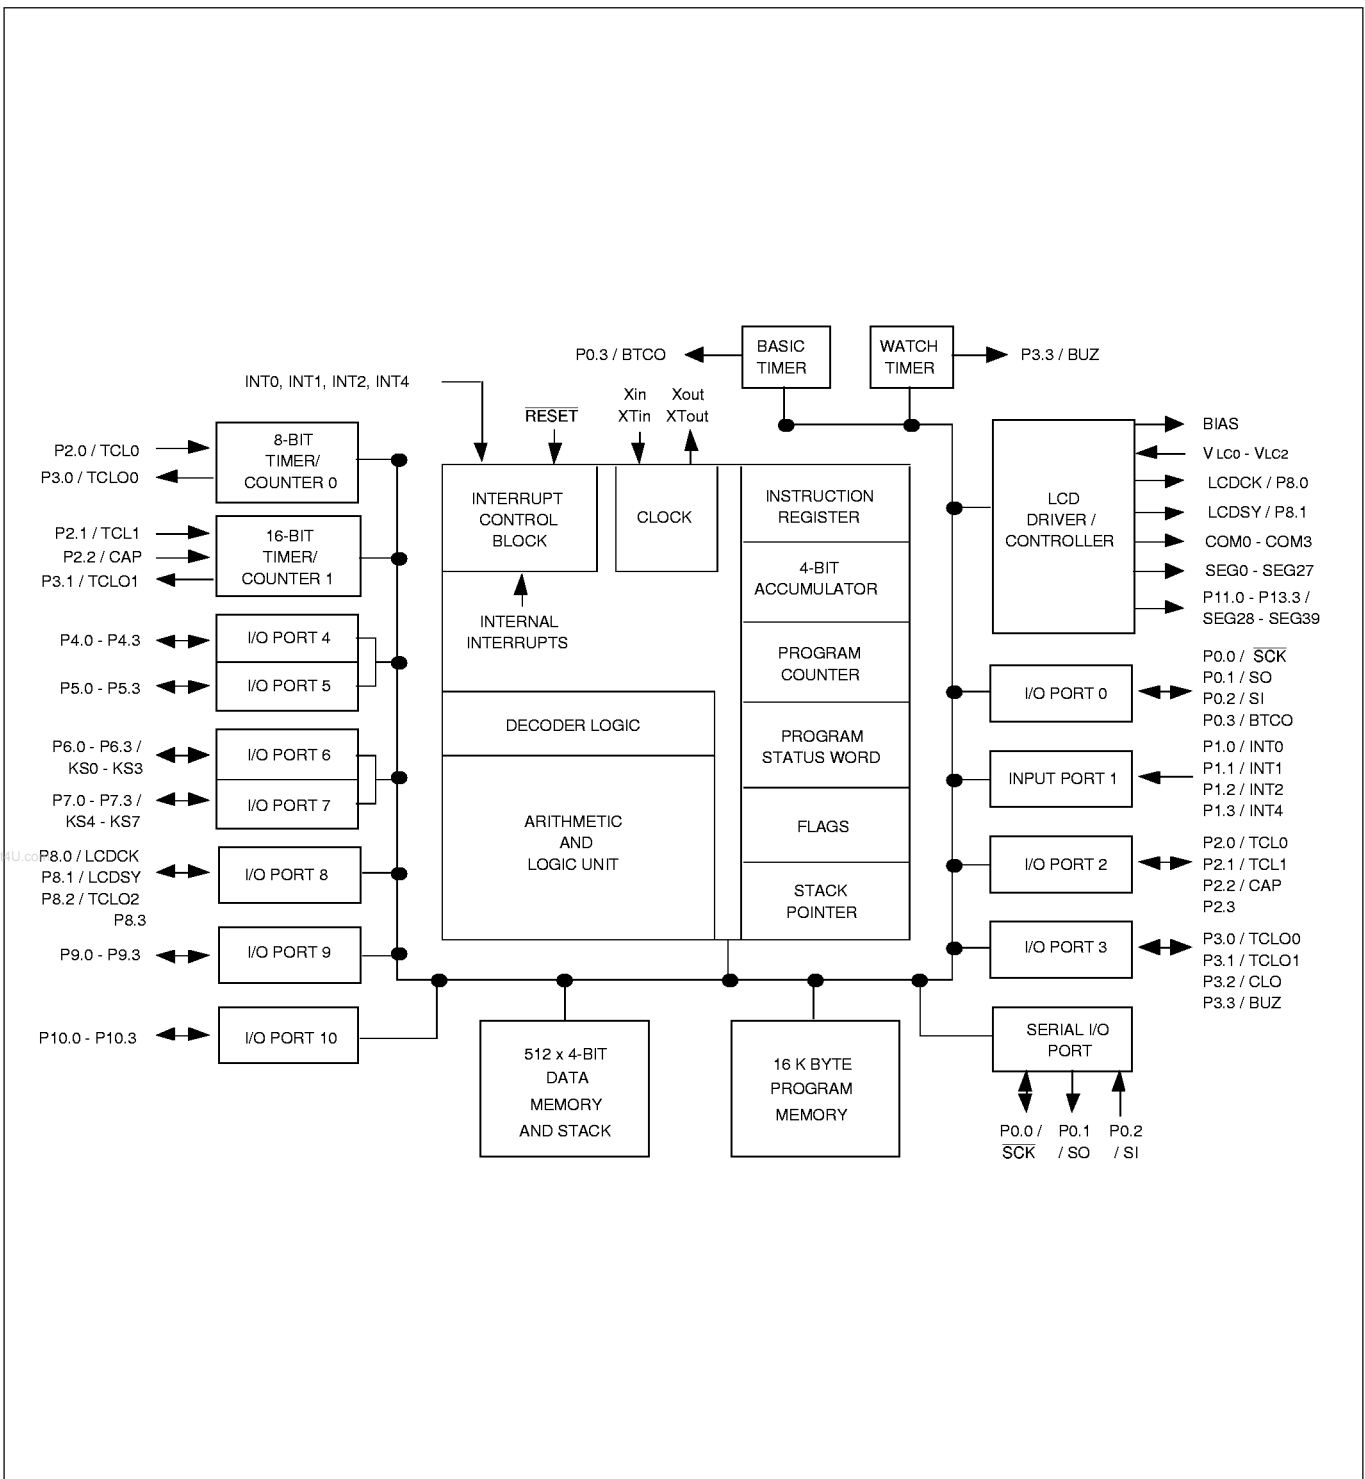 P0.3 / BTCO
BASIC
TIMER
WATCH
TIMER
P3.3 / BUZ
INT0, INT1, INT2, INT4
RESET
Xin
XTin
Xout
XTout
P2.0 / TCL0
P3.0 / TCLO0
8-BIT
TIMER/
COUNTER 0
P2.1 / TCL1
P2.2 / CAP
P3.1 / TCLO1
16-BIT
TIMER/
COUNTER 1
P4.0 - P4.3
I/O PORT 4
P5.0 - P5.3
I/O PORT 5
P6.0 - P6.3 /
KS0 - KS3
I/O PORT 6
P7.0 - P7.3 /
KS4 - KS7
I/O PORT 7
P8.0 / LCDCK
P8.1 / LCDSY
P8.2 / TCLO2
P8.3
I/O PORT 8
P9.0 - P9.3
I/O PORT 9
P10.0 - P10.3
I/O PORT 10
INTERRUPT
CONTROL
BLOCK
CLOCK
INTERNAL
INTERRUPTS
DECODER LOGIC
ARITHMETIC
AND
LOGIC UNIT
INSTRUCTION
REGISTER
4-BIT
ACCUMULATOR
PROGRAM
COUNTER
PROGRAM
STATUS WORD
FLAGS
STACK
POINTER
512 x 4-BIT
DATA
MEMORY
AND STACK
16 K BYTE
PROGRAM
MEMORY
LCD
DRIVER /
CONTROLLER
BIAS
VLC0 - VLC2
LCDCK / P8.0
LCDSY / P8.1
COM0 - COM3
SEG0 - SEG27
P11.0 - P13.3 /
SEG28 - SEG39
I/O PORT 0
P0.0 / SCK
P0.1 / SO
P0.2 / SI
P0.3 / BTCO
INPUT PORT 1
P1.0 / INT0
P1.1 / INT1
P1.2 / INT2
P1.3 / INT4
I/O PORT 2
P2.0 / TCL0
P2.1 / TCL1
P2.2 / CAP
P2.3
I/O PORT 3
P3.0 / TCLO0
P3.1 / TCLO1
P3.2 / CLO
P3.3 / BUZ
SERIAL I/O
PORT
P0.0 /
SCK
P0.1
/ SO
P0.2
/ SI